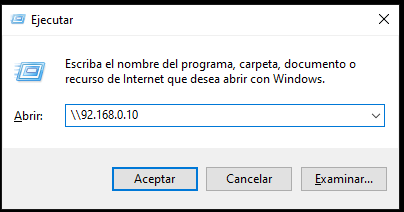 Ejecutar
Escriba el nombre del programa, carpeta, documento o
recurso de Internet que desea abrir con Windows.
Abrir: \\92.168.0.10
Aceptar Cancelar Examinar...